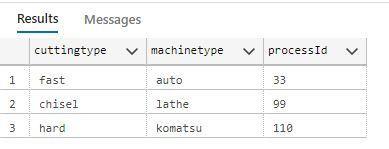 Results Messages
cuttingtype machinetype processId
1 fast auto 33
2 chisel lathe 99
3 hard komatsu 110